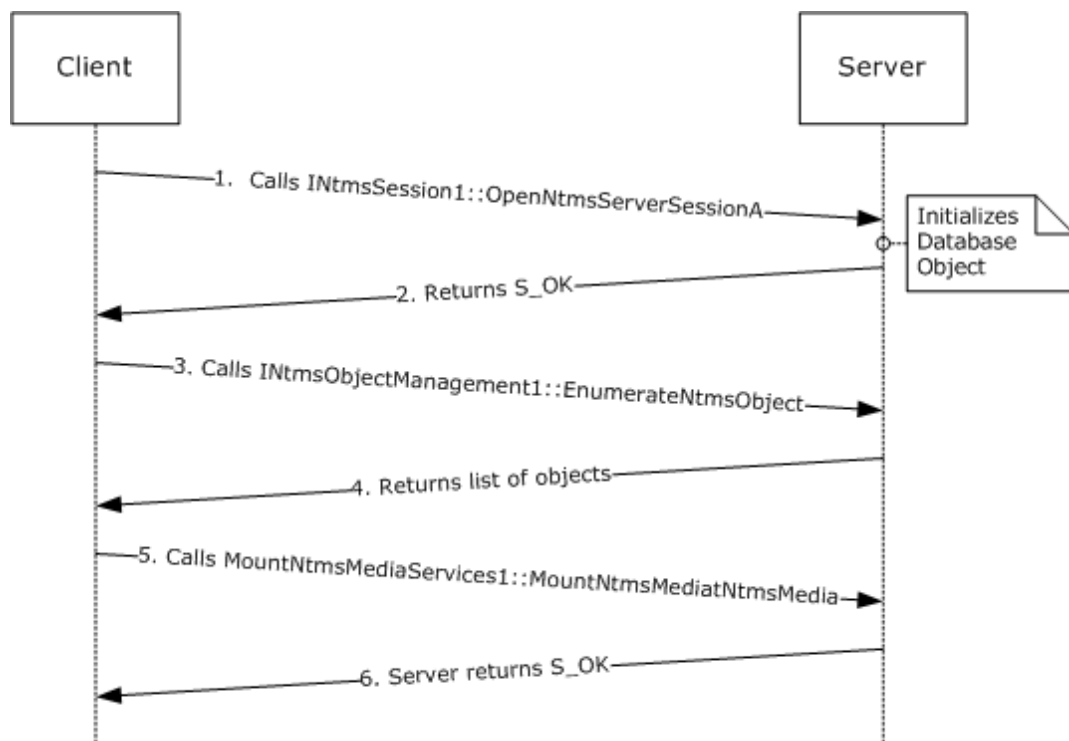 Client
Server
1. Calls INtmsSession1::OpenNtmsServerSessionA
Initializes
Database
Object
2. Returns S_OK
3. Calls INtmsObjectManagement1::EnumerateNtmsObject
4. Returns list of objects
5. Calls MountNtmsMediaServices1::MountNtmsMediatNtmsMedia
6. Server returns S_OK